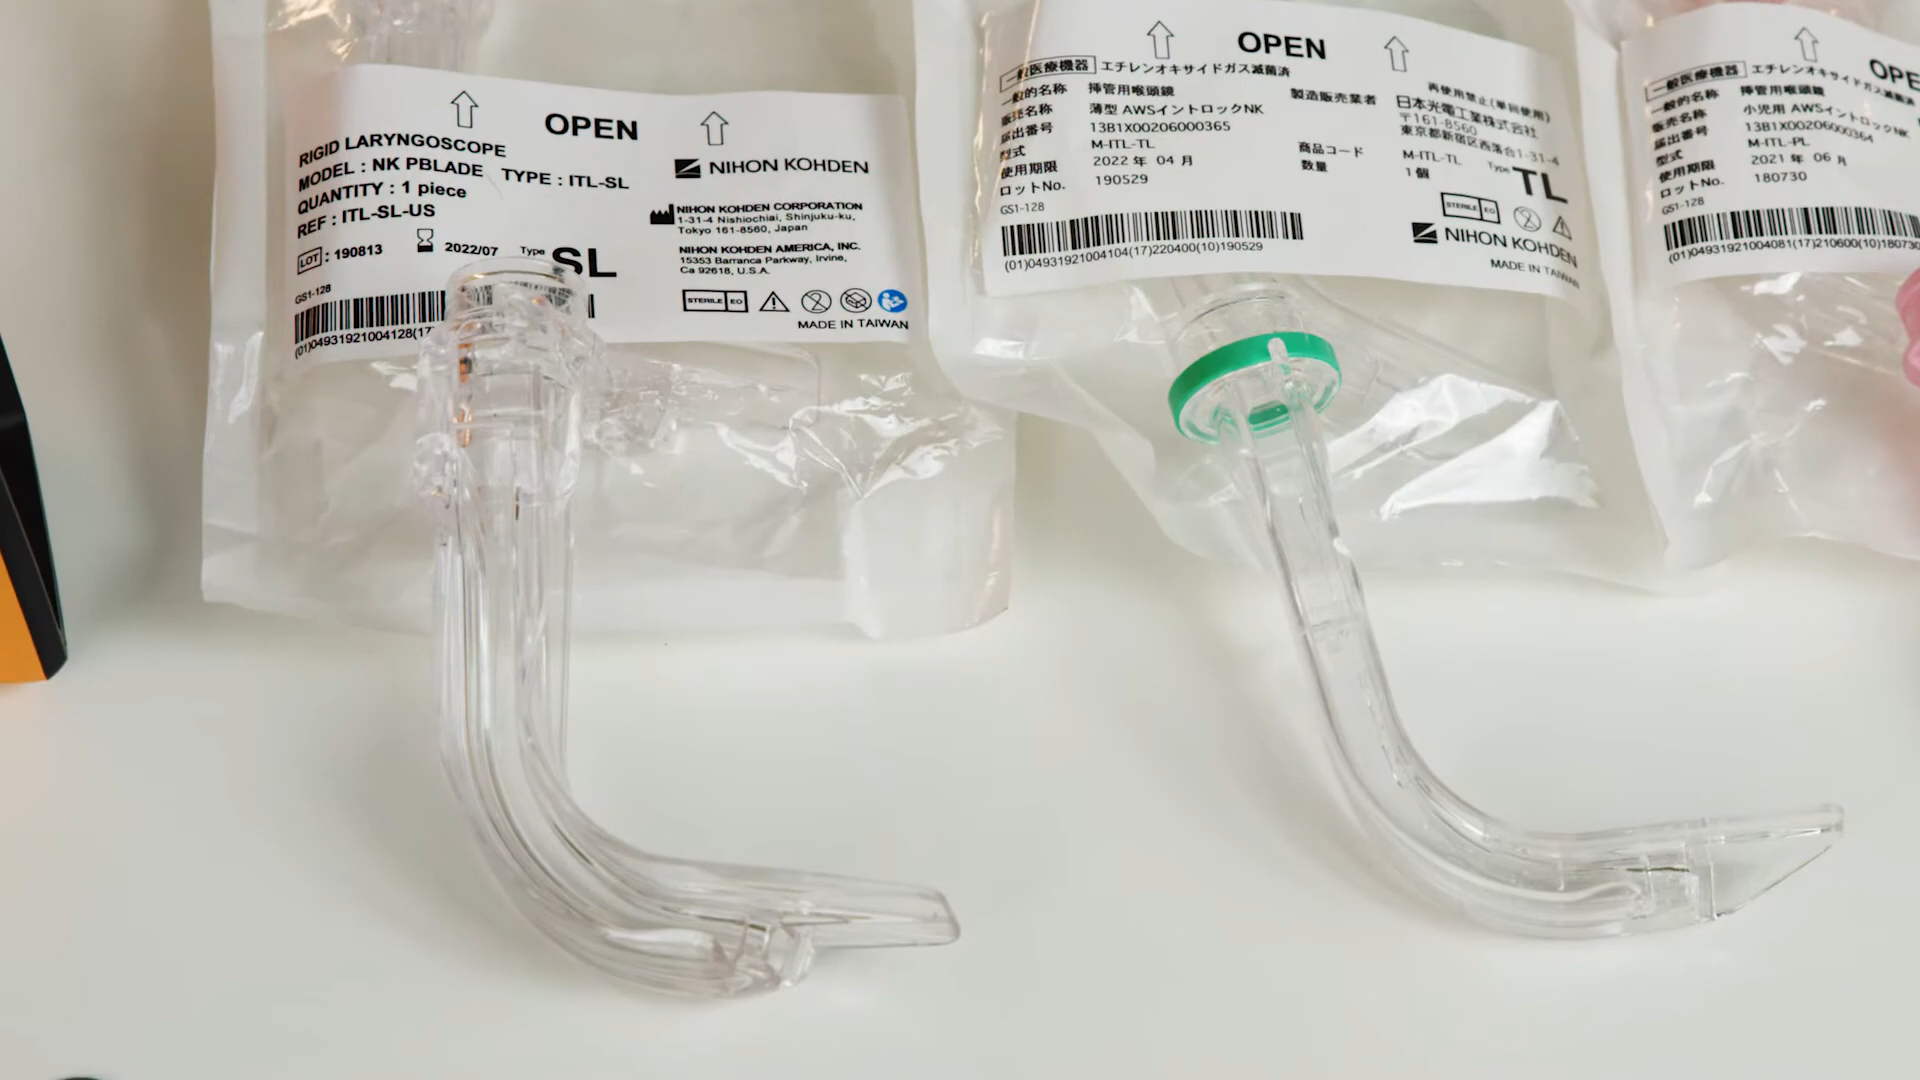 OPEN
RIGID LARYNGOSCOPE
MODEL : NK PBLADE TYPE : ITL-SL
QUANTITY : 1 piece
REF : ITL-SL-US
LOT : 190813 2022/07 Type SL
GS1-128
(01)04931921004128(17)
NIHON KOHDEN
NIHON KOHDEN CORPORATION
1-31-4 Nishiochiai, Shinjuku-ku,
Tokyo 161-8560, Japan
NIHON KOHDEN AMERICA, INC.
15353 Barranca Parkway, Irvine,
Ca 92618, U.S.A.
STERILE EO
MADE IN TAIWAN
OPEN
一般医療機器 エチレンオキサイドガス滅菌済
一般的名称 挿管用喉頭鏡
販売名称 薄型 AWSイントロックNK
届出番号 13B1X00206000365
型式 M-ITL-TL
使用期限 2022 年 04 月
ロットNo. 190529
GS1-128
(01)04931921004104(17)220400(10)190529
再使用禁止(単回使用)
製造販売業者 日本光電工業株式会社
〒161-8560
東京都新宿区西落合1-31-4
商品コード M-ITL-TL
数量 1個
Type TL
STERILE EO
NIHON KOHDEN
MADE IN TAIWAN
OPE
一般医療機器 エチレンオキサイドガス滅菌済
一般的名称 挿管用喉頭鏡
販売名称 小児用 AWSイントロックNK
届出番号 13B1X00206000364
型式 M-ITL-PL
使用期限 2021 年 06 月
ロットNo. 180730
GS1-128
(01)04931921004081(17)210600(10)180730